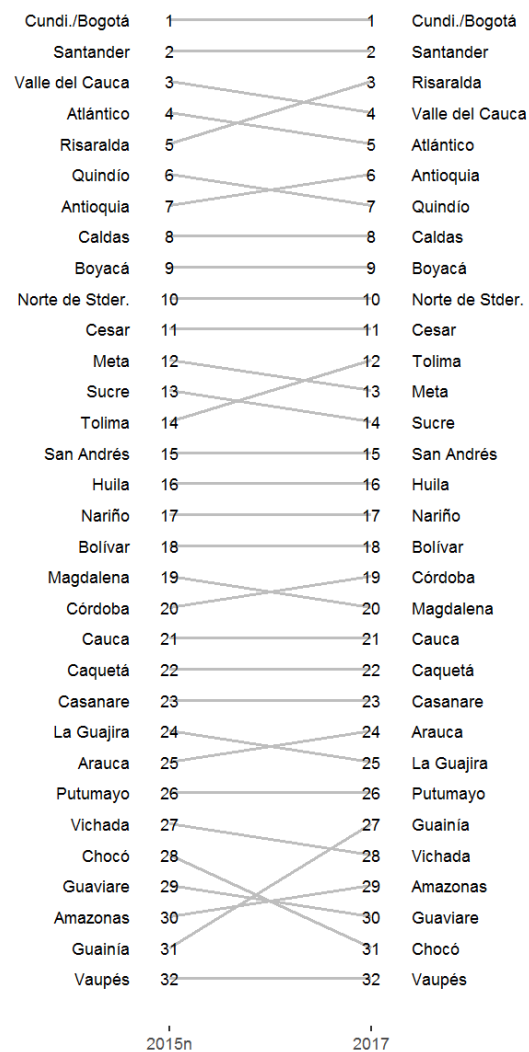 Cundi./Bogotá 1 1 Cundi./Bogotá
Santander 2 2 Santander
Valle del Cauca 3 3 Risaralda
Atlántico 4 4 Valle del Cauca
Risaralda 5 5 Atlántico
Quindío 6 6 Antioquia
Antioquia 7 7 Quindío
Caldas 8 8 Caldas
Boyacá 9 9 Boyacá
Norte de Stder. 10 10 Norte de Stder.
Cesar 11 11 Cesar
Meta 12 12 Tolima
Sucre 13 13 Meta
Tolima 14 14 Sucre
San Andrés 15 15 San Andrés
Huila 16 16 Huila
Nariño 17 17 Nariño
Bolívar 18 18 Bolívar
Magdalena 19 19 Córdoba
Córdoba 20 20 Magdalena
Cauca 21 21 Cauca
Caquetá 22 22 Caquetá
Casanare 23 23 Casanare
La Guajira 24 24 Arauca
Arauca 25 25 La Guajira
Putumayo 26 26 Putumayo
Vichada 27 27 Guainía
Chocó 28 28 Vichada
Guaviare 29 29 Amazonas
Amazonas 30 30 Guaviare
Guainía 31 31 Chocó
Vaupés 32 32 Vaupés
2015n 2017